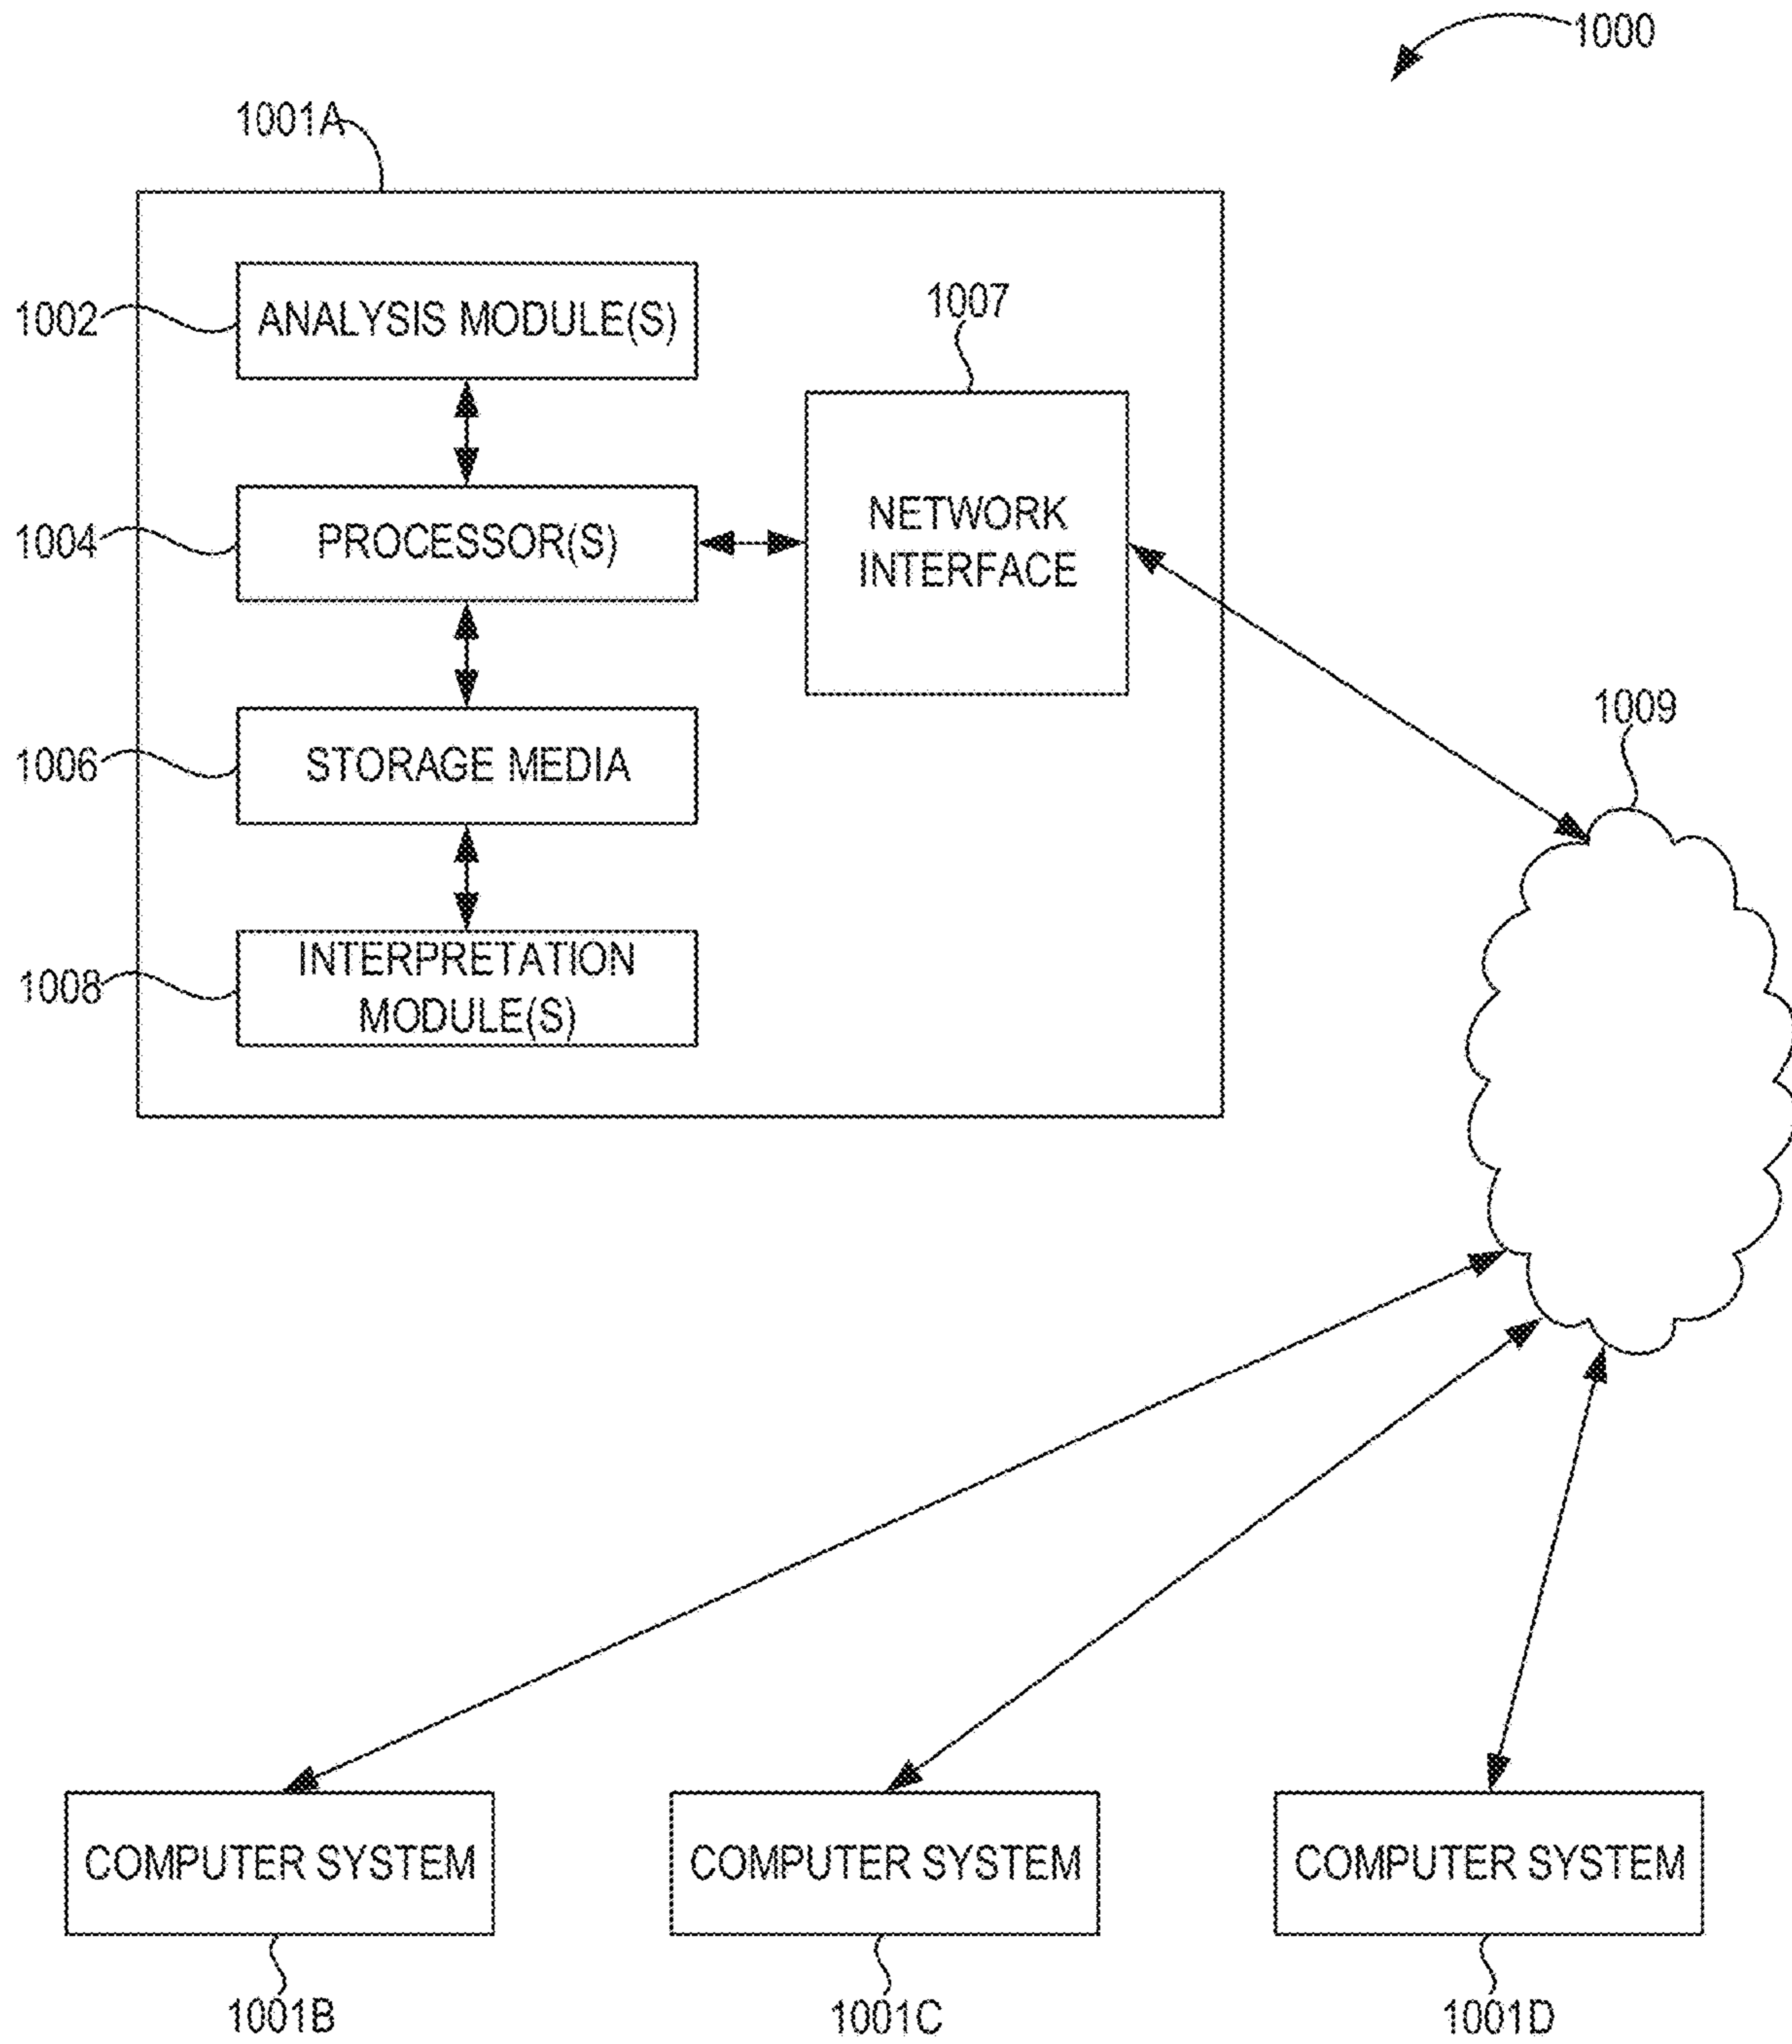 1000
1001A
1002
ANALYSIS MODULE(S)
1007
1004
PROCESSOR(S)
NETWORK
INTERFACE
1009
1006
STORAGE MEDIA
1008
INTERPRETATION
MODULE(S)
COMPUTER SYSTEM
COMPUTER SYSTEM
COMPUTER SYSTEM
1001B
1001C
1001D